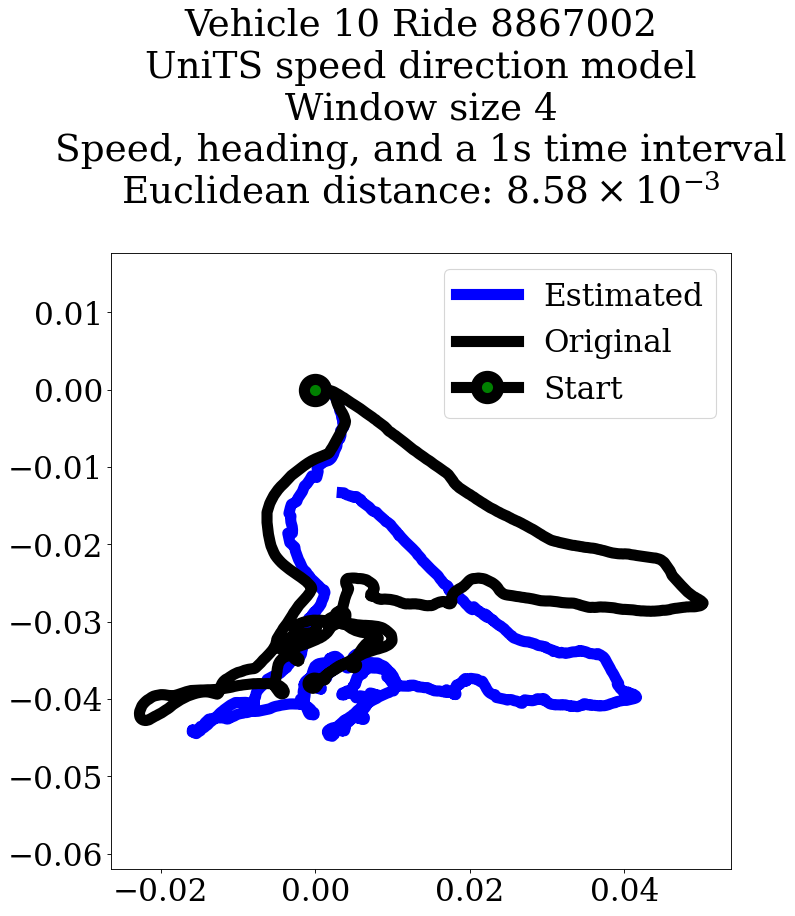 Vehicle 10 Ride 8867002
UniTS speed direction model
Window size 4
Speed, heading, and a 1s time interval
Euclidean distance: 8.58 × 10⁻³
Estimated
Original
Start
0.01
0.00
−0.01
−0.02
−0.03
−0.04
−0.05
−0.06
−0.02 0.00 0.02 0.04